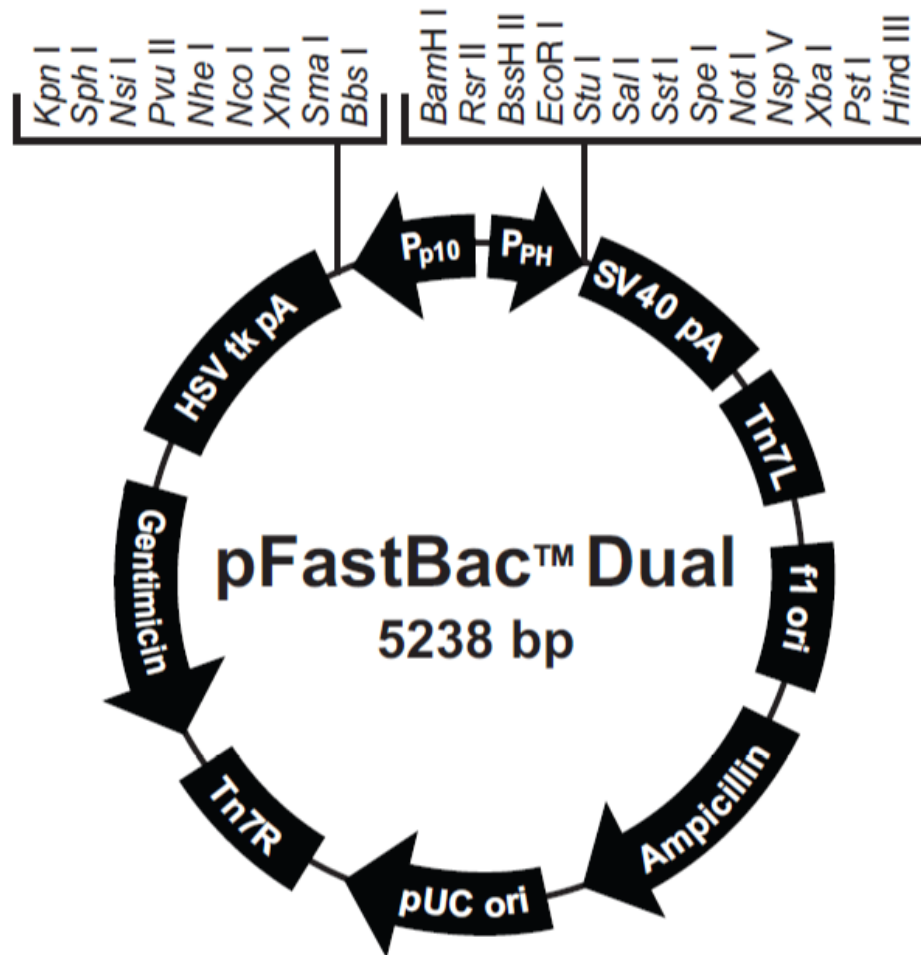 Kpn I
Sph I
Nsi I
Pvu II
Nhe I
Nco I
Xho I
Sma I
Bbs I
BamH I
Rsr II
BssH II
EcoR I
Stu I
Sal I
Sst I
Spe I
Not I
Nsp V
Xba I
Pst I
Hind III
Pp10
PPH
SV40 pA
Tn7L
f1 ori
Ampicillin
pUC ori
Tn7R
Gentimicin
HSV tk pA
pFastBac™ Dual
5238 bp